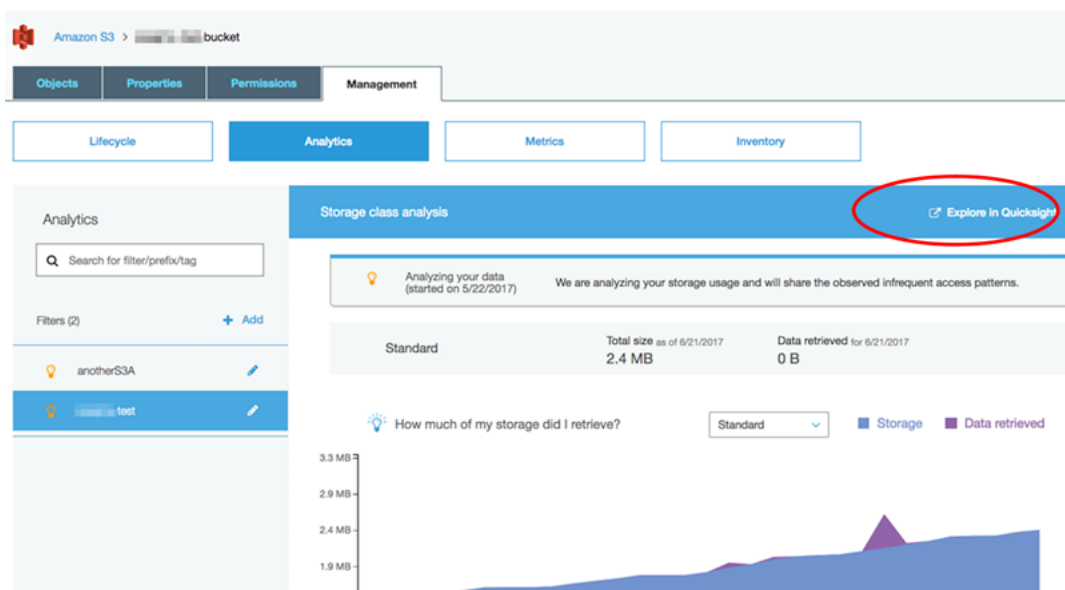 Amazon S3 > bucket
Objects Properties Permissions Management
Lifecycle Analytics Metrics Inventory
Analytics
Search for filter/prefix/tag
Filters (2) + Add
anotherS3A
test
Storage class analysis Explore in Quicksight
Analyzing your data
(started on 5/22/2017)
We are analyzing your storage usage and will share the observed infrequent access patterns.
Standard
Total size as of 6/21/2017
2.4 MB
Data retrieved for 6/21/2017
0 B
How much of my storage did I retrieve? Standard Storage Data retrieved
3.3 MB
2.9 MB
2.4 MB
1.9 MB